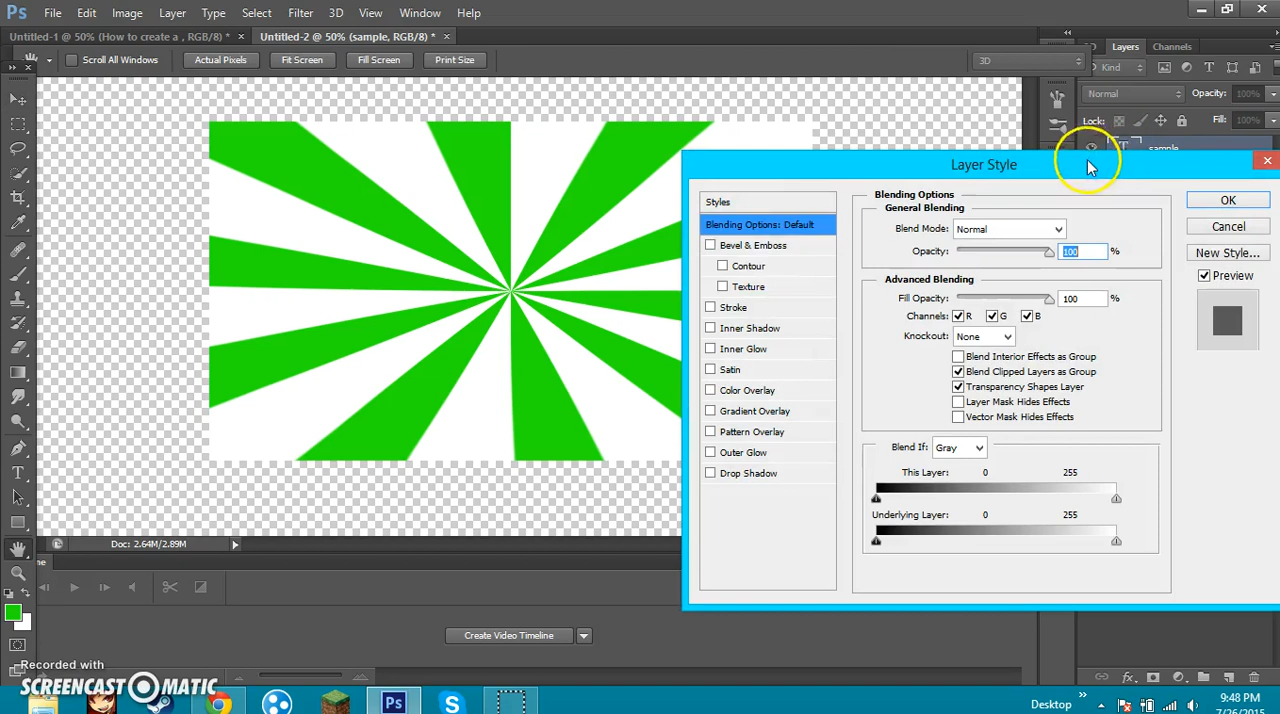 Ps File Edit Image Layer Type Select Filter 3D View Window Help
Untitled-1 @ 50% (How to create a , RGB/8) * × Untitled-2 @ 50% (sample, RGB/8) * × Layers Channels
Scroll All Windows Actual Pixels Fit Screen Fill Screen Print Size 3D Kind
Normal Opacity: 100%
Lock: Fill: 100%
sample
Layer Style
Styles
Blending Options: Default
Bevel & Emboss
Contour
Texture
Stroke
Inner Shadow
Inner Glow
Satin
Color Overlay
Gradient Overlay
Pattern Overlay
Outer Glow
Drop Shadow
Blending Options
General Blending
Blend Mode: Normal
Opacity: 100 %
Advanced Blending
Fill Opacity: 100 %
Channels: R G B
Knockout: None
Blend Interior Effects as Group
Blend Clipped Layers as Group
Transparency Shapes Layer
Layer Mask Hides Effects
Vector Mask Hides Effects
Blend If: Gray
This Layer: 0 255
Underlying Layer: 0 255
OK
Cancel
New Style...
Preview
50% Doc: 2.64M/2.89M
Create Video Timeline
Recorded with
SCREENCAST-O-MATIC
Ps
Desktop
9:48 PM
7/26/2015